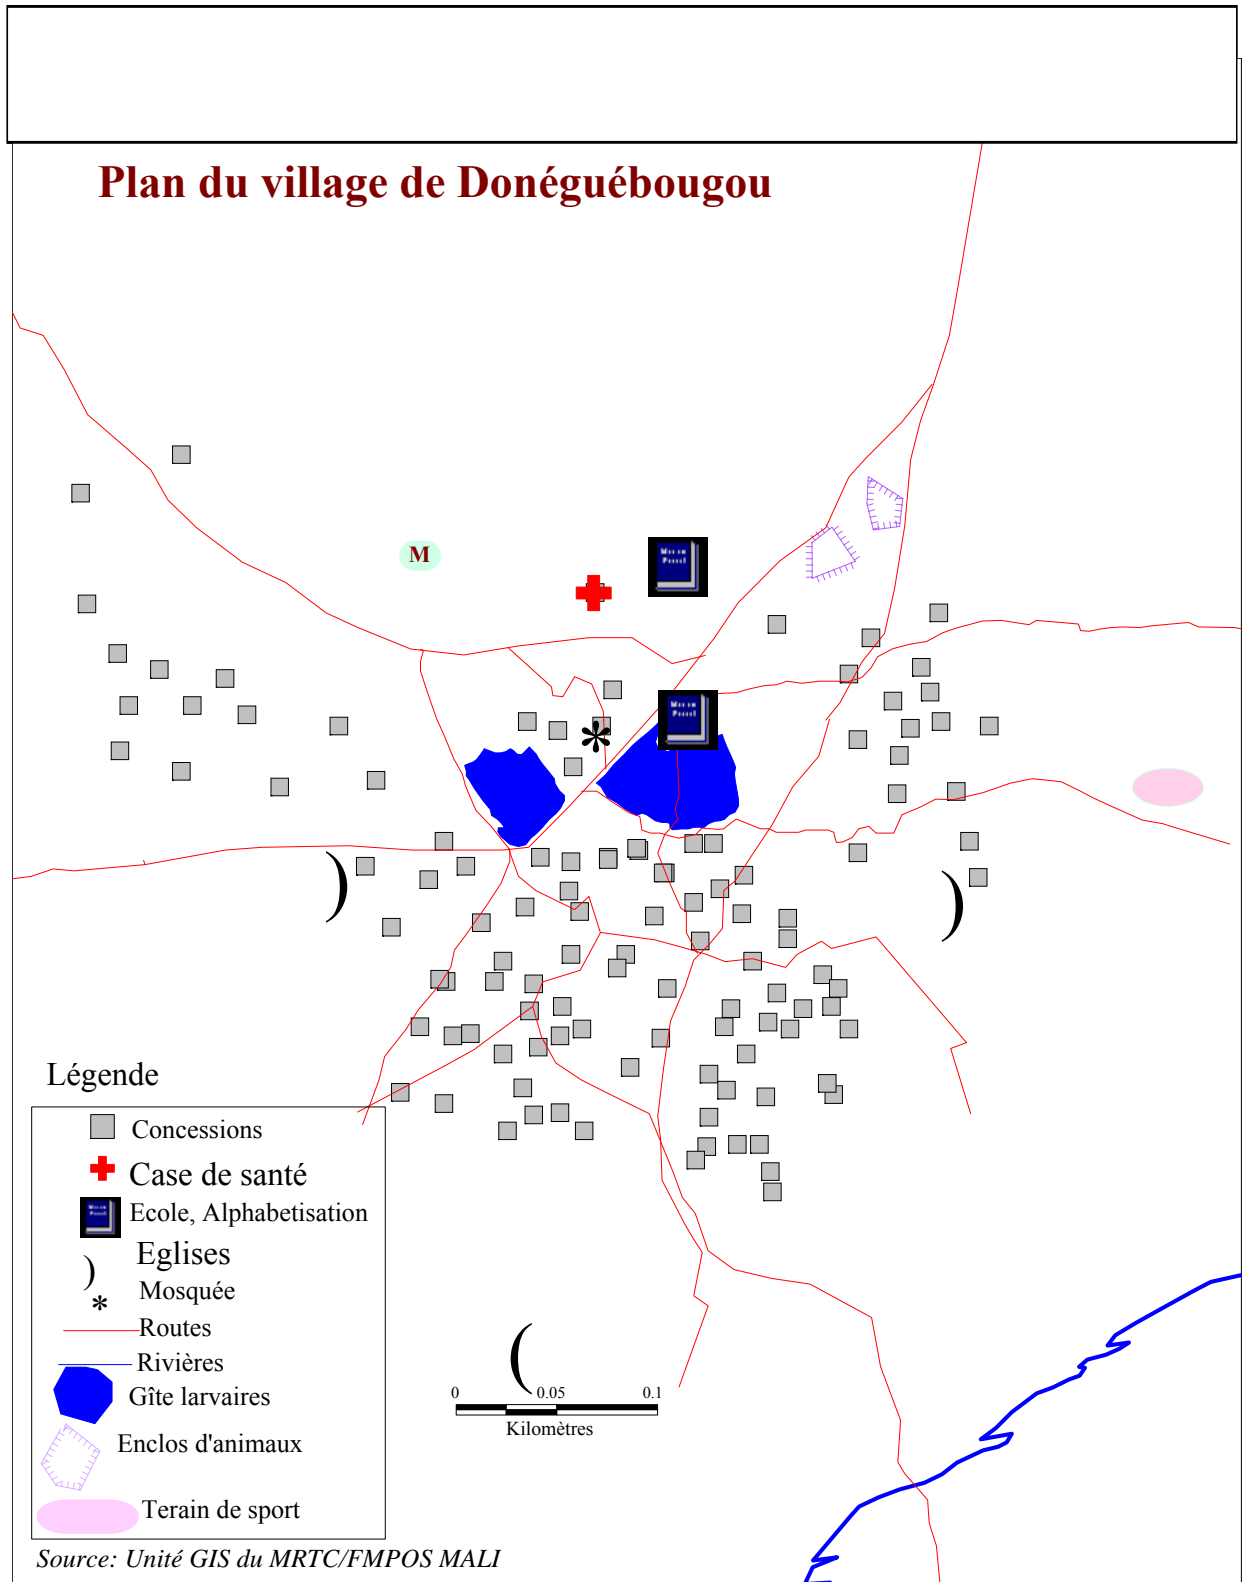 Plan du village de Donéguébougou
M
Légende
Concessions
Case de santé
Ecole, Alphabetisation
Eglises
Mosquée
Routes
Rivières
Gîte larvaires
Enclos d'animaux
Terain de sport
0 0.05 0.1
Kilomètres
Source: Unité GIS du MRTC/FMPOS MALI